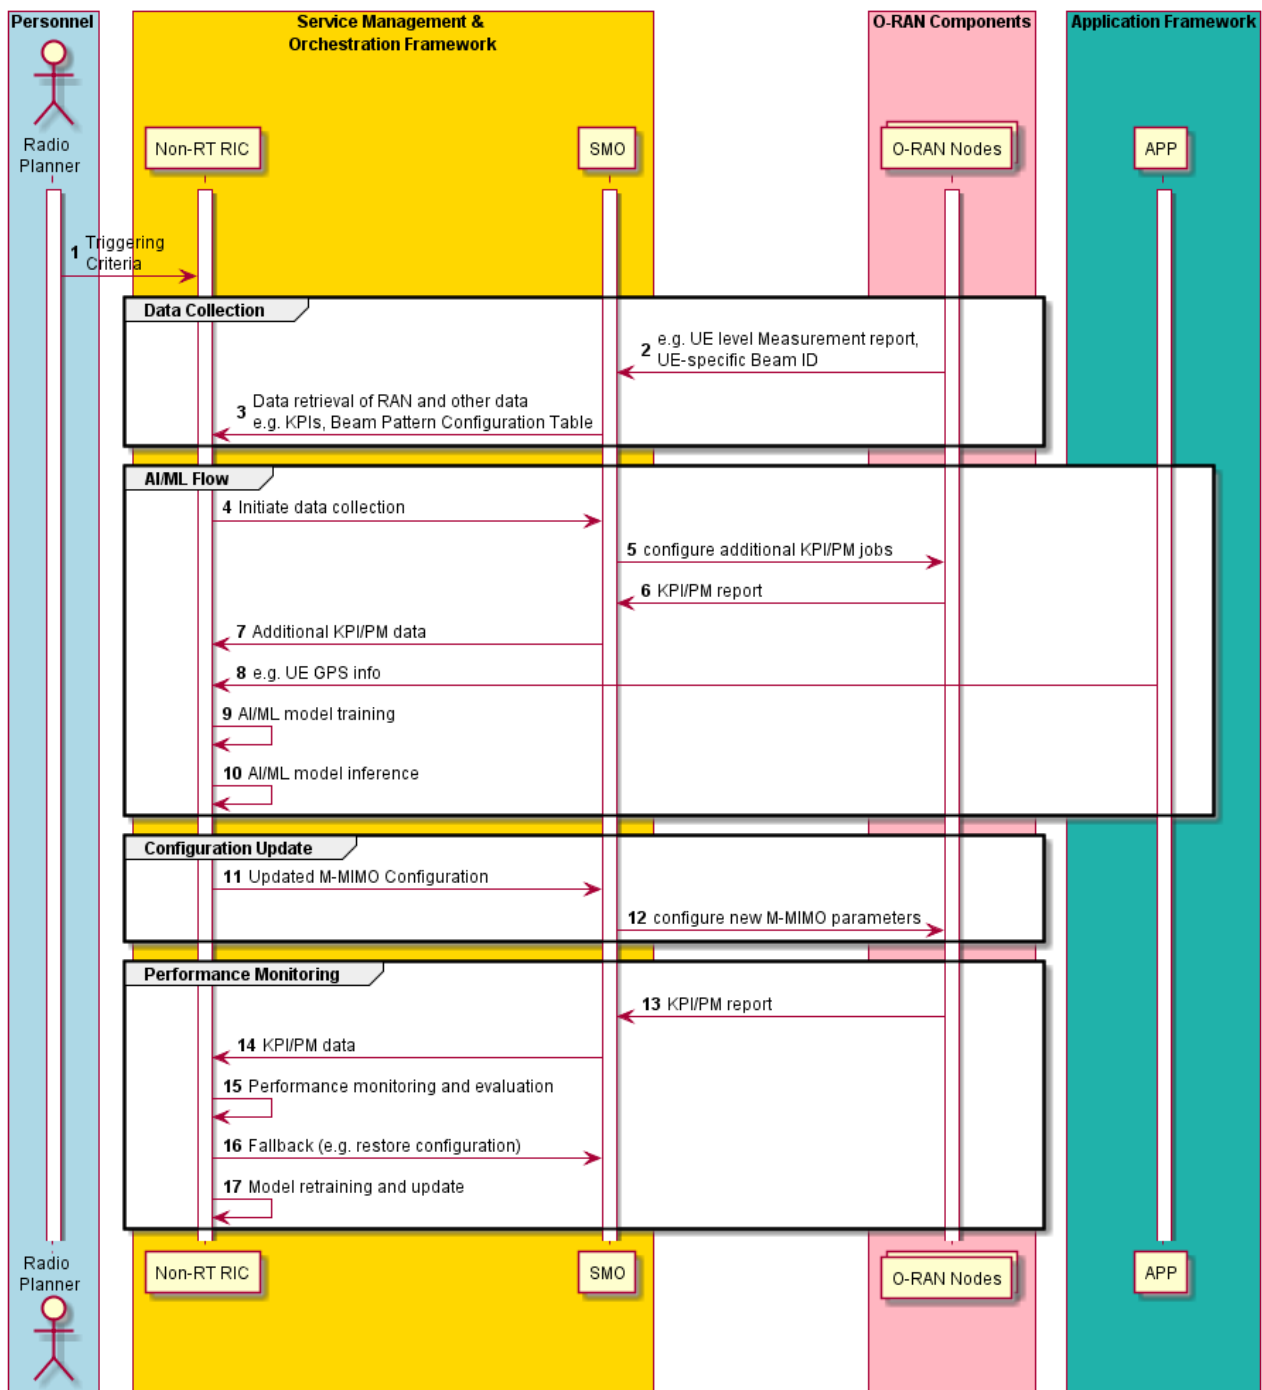 Personnel
Service Management &
Orchestration Framework
O-RAN Components
Application Framework
Radio
Planner
Non-RT RIC
SMO
O-RAN Nodes
APP
1 Triggering
Criteria
Data Collection
2 e.g. UE level Measurement report,
UE-specific Beam ID
3 Data retrieval of RAN and other data
e.g. KPIs, Beam Pattern Configuration Table
AI/ML Flow
4 Initiate data collection
5 configure additional KPI/PM jobs
6 KPI/PM report
7 Additional KPI/PM data
8 e.g. UE GPS info
9 AI/ML model training
10 AI/ML model inference
Configuration Update
11 Updated M-MIMO Configuration
12 configure new M-MIMO parameters
Performance Monitoring
13 KPI/PM report
14 KPI/PM data
15 Performance monitoring and evaluation
16 Fallback (e.g. restore configuration)
17 Model retraining and update
Radio
Planner
Non-RT RIC
SMO
O-RAN Nodes
APP